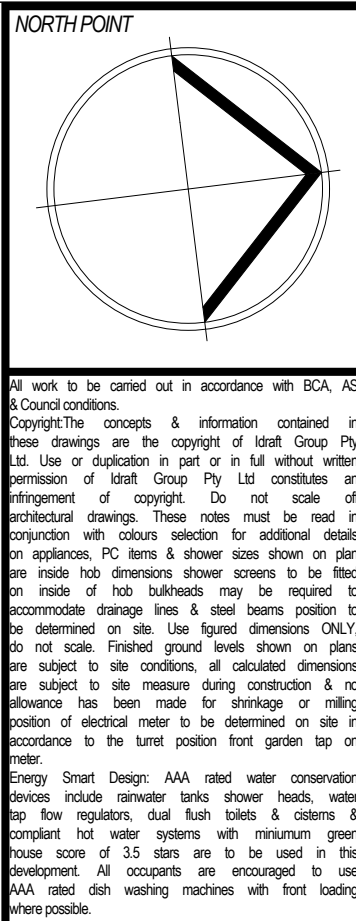 NORTH POINT
All work to be carried out in accordance with BCA, AS
& Council conditions.
Copyright:The concepts & information contained in
these drawings are the copyright of Idraft Group Pty
Ltd. Use or duplication in part or in full without written
permission of Idraft Group Pty Ltd constitutes an
infringement of copyright. Do not scale off
architectural drawings. These notes must be read in
conjunction with colours selection for additional details
on appliances, PC items & shower sizes shown on plan
are inside hob dimensions shower screens to be fitted
on inside of hob bulkheads may be required to
accommodate drainage lines & steel beams position to
be determined on site. Use figured dimensions ONLY,
do not scale. Finished ground levels shown on plans
are subject to site conditions, all calculated dimensions
are subject to site measure during construction & no
allowance has been made for shrinkage or milling
position of electrical meter to be determined on site in
accordance to the turret position front garden tap on
meter.
Energy Smart Design: AAA rated water conservation
devices include rainwater tanks shower heads, water
tap flow regulators, dual flush toilets & cisterns &
compliant hot water systems with miniumum green
house score of 3.5 stars are to be used in this
development. All occupants are encouraged to use
AAA rated dish washing machines with front loading
where possible.